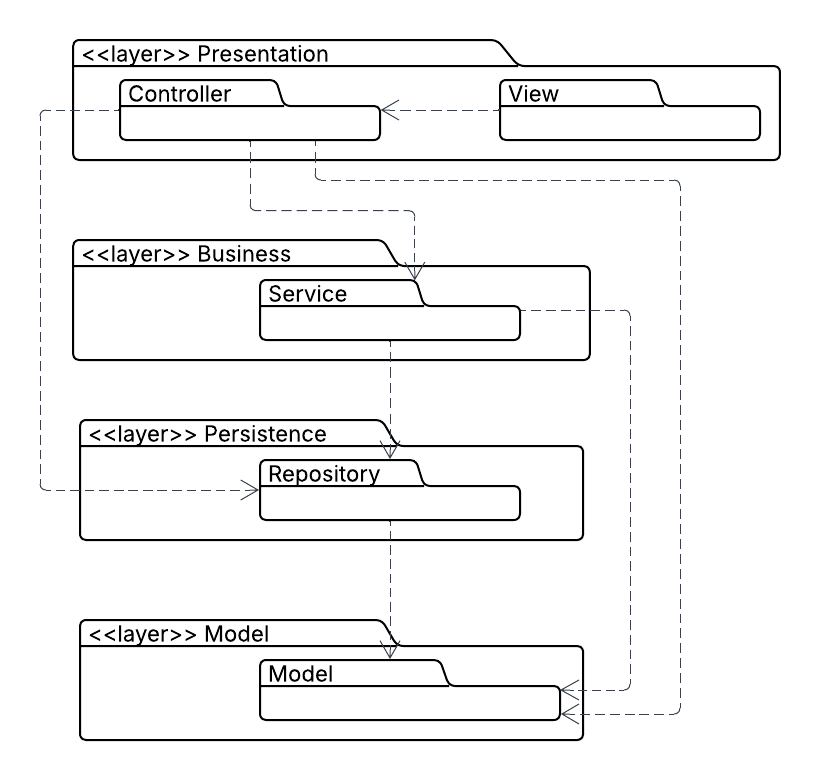 <<layer>> Presentation
Controller
View
<<layer>> Business
Service
<<layer>> Persistence
Repository
<<layer>> Model
Model